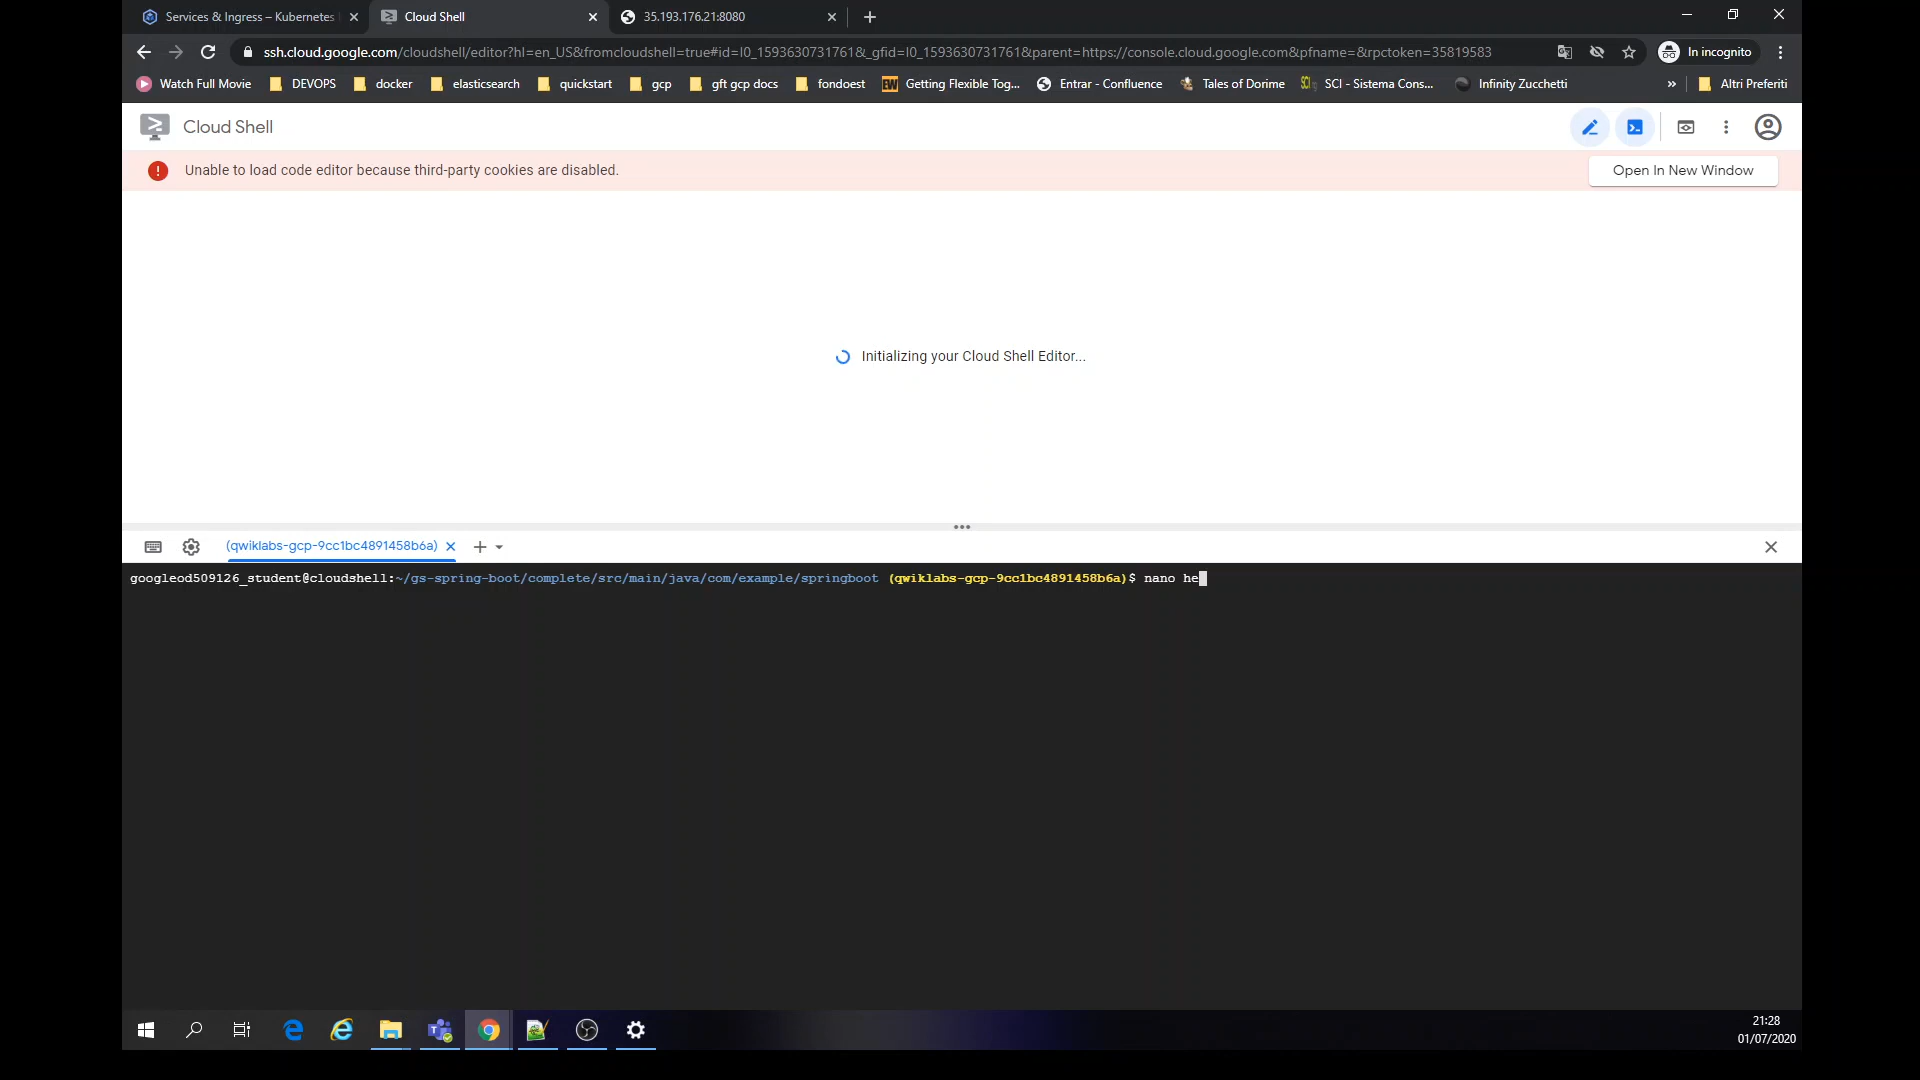 Services & Ingress – Kubernetes
Cloud Shell
35.193.176.21:8080
ssh.cloud.google.com/cloudshell/editor?hl=en_US&fromcloudshell=true#id=I0_1593630731761&_gfid=I0_1593630731761&parent=https://console.cloud.google.com&pfname=&rpctoken=35819583
In incognito
Watch Full Movie
DEVOPS
docker
elasticsearch
quickstart
gcp
gft gcp docs
fondoest
Getting Flexible Tog...
Entrar - Confluence
Tales of Dorime
SCI - Sistema Cons...
Infinity Zucchetti
»
Altri Preferiti
Cloud Shell
Unable to load code editor because third-party cookies are disabled.
Open In New Window
Initializing your Cloud Shell Editor...
(qwiklabs-gcp-9cc1bc4891458b6a)
googleod509126_student@cloudshell:~/gs-spring-boot/complete/src/main/java/com/example/springboot (qwiklabs-gcp-9cc1bc4891458b6a)$ nano he
21:28
01/07/2020